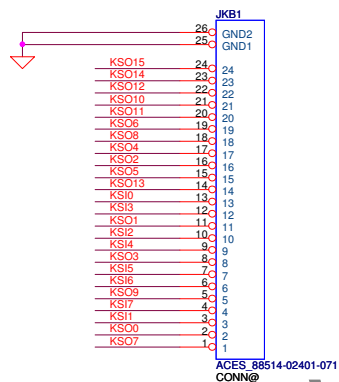 JKB1
26 GND2
25 GND1
KSO15 24 24
KSO14 23 23
KSO12 22 22
KSO10 21 21
KSO11 20 20
KSO6 19 19
KSO8 18 18
KSO4 17 17
KSO2 16 16
KSO5 15 15
KSO13 14 14
KSI0 13 13
KSI3 12 12
KSO1 11 11
KSI2 10 10
KSI4 9 9
KSO3 8 8
KSI5 7 7
KSI6 6 6
KSO9 5 5
KSI7 4 4
KSI1 3 3
KSO0 2 2
KSO7 1 1
ACES_88514-02401-071
CONN@